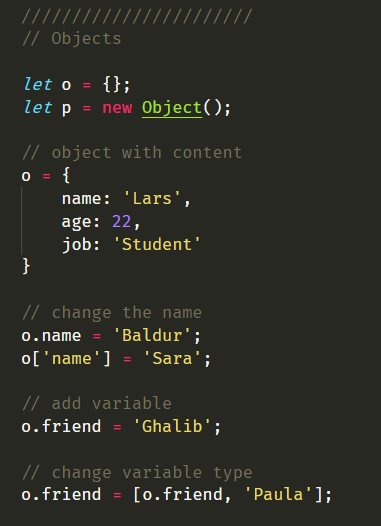 ///////////////////////
// Objects
let o = {};
let p = new Object();
// object with content
o = {
    name: 'Lars',
    age: 22,
    job: 'Student'
}
// change the name
o.name = 'Baldur';
o['name'] = 'Sara';
// add variable
o.friend = 'Ghalib';
// change variable type
o.friend = [o.friend, 'Paula'];